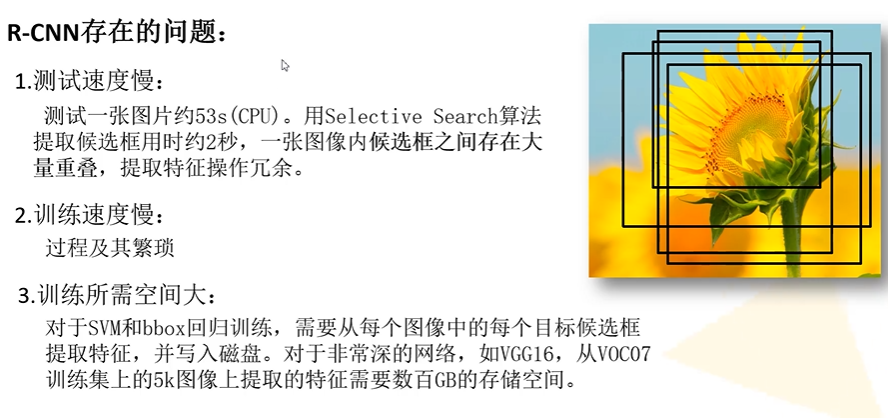 R-CNN存在的问题：
1.测试速度慢：
测试一张图片约53s(CPU)。用Selective Search算法
提取候选框用时约2秒，一张图像内候选框之间存在大
量重叠，提取特征操作冗余。
2.训练速度慢：
过程及其繁琐
3.训练所需空间大：
对于SVM和bbox回归训练，需要从每个图像中的每个目标候选框
提取特征，并写入磁盘。对于非常深的网络，如VGG16，从VOC07
训练集上的5k图像上提取的特征需要数百GB的存储空间。